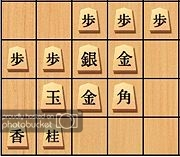 歩 歩 歩
歩 歩 銀 金
玉 金 角
香 桂
photobucket